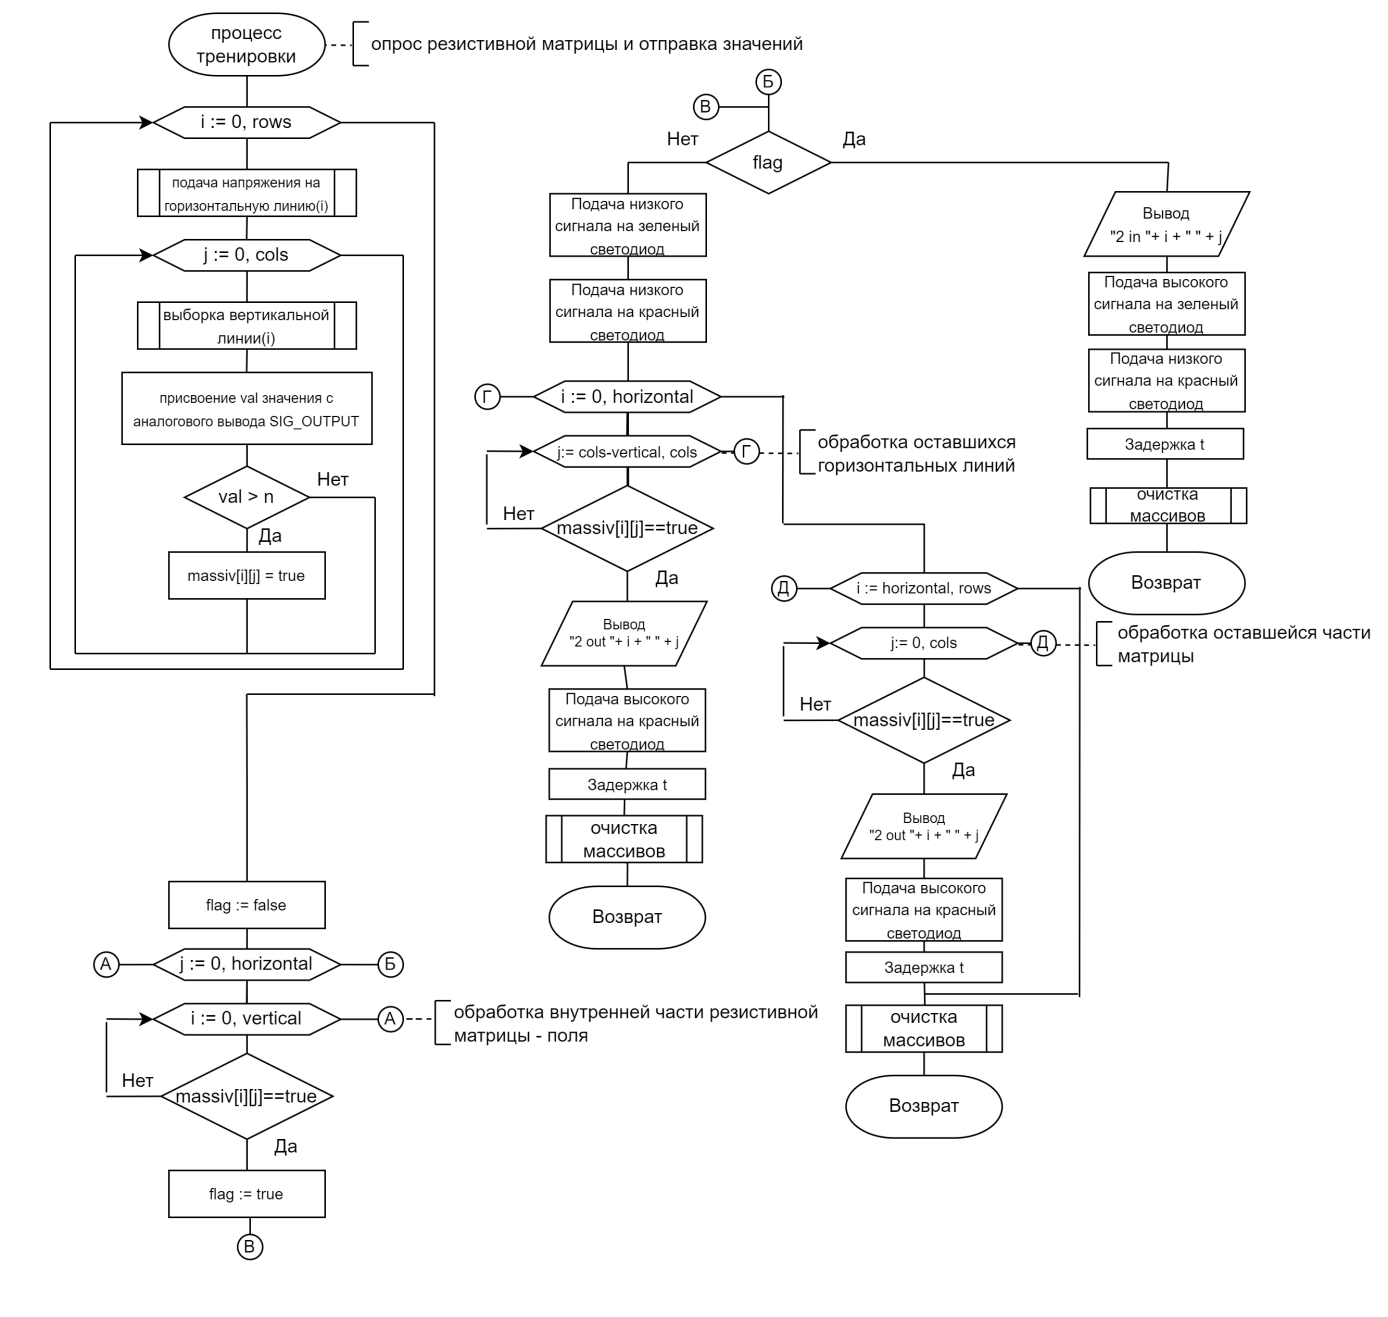 процесс
тренировки
опрос резистивной матрицы и отправка значений
i := 0, rows
подача напряжения на
горизонтальную линию(i)
j := 0, cols
выборка вертикальной
линии(i)
присвоение val значения с
аналогового вывода SIG_OUTPUT
val > n
Нет
Да
massiv[i][j] = true
flag := false
А
j := 0, horizontal
Б
i := 0, vertical
А
обработка внутренней части резистивной
матрицы - поля
Нет
massiv[i][j]==true
Да
flag := true
В
Б
В
Нет
Да
flag
Подача низкого
сигнала на зеленый
светодиод
Подача низкого
сигнала на красный
светодиод
Г
i := 0, horizontal
j:= cols-vertical, cols
Г
обработка оставшихся
горизонтальных линий
Нет
massiv[i][j]==true
Да
Вывод
"2 out "+ i + " " + j
Подача высокого
сигнала на красный
светодиод
Задержка t
очистка
массивов
Возврат
Д
i := horizontal, rows
j:= 0, cols
Д
обработка оставшейся части
матрицы
Нет
massiv[i][j]==true
Да
Вывод
"2 out "+ i + " " + j
Подача высокого
сигнала на красный
светодиод
Задержка t
очистка
массивов
Возврат
Вывод
"2 in "+ i + " " + j
Подача высокого
сигнала на зеленый
светодиод
Подача низкого
сигнала на красный
светодиод
Задержка t
очистка
массивов
Возврат